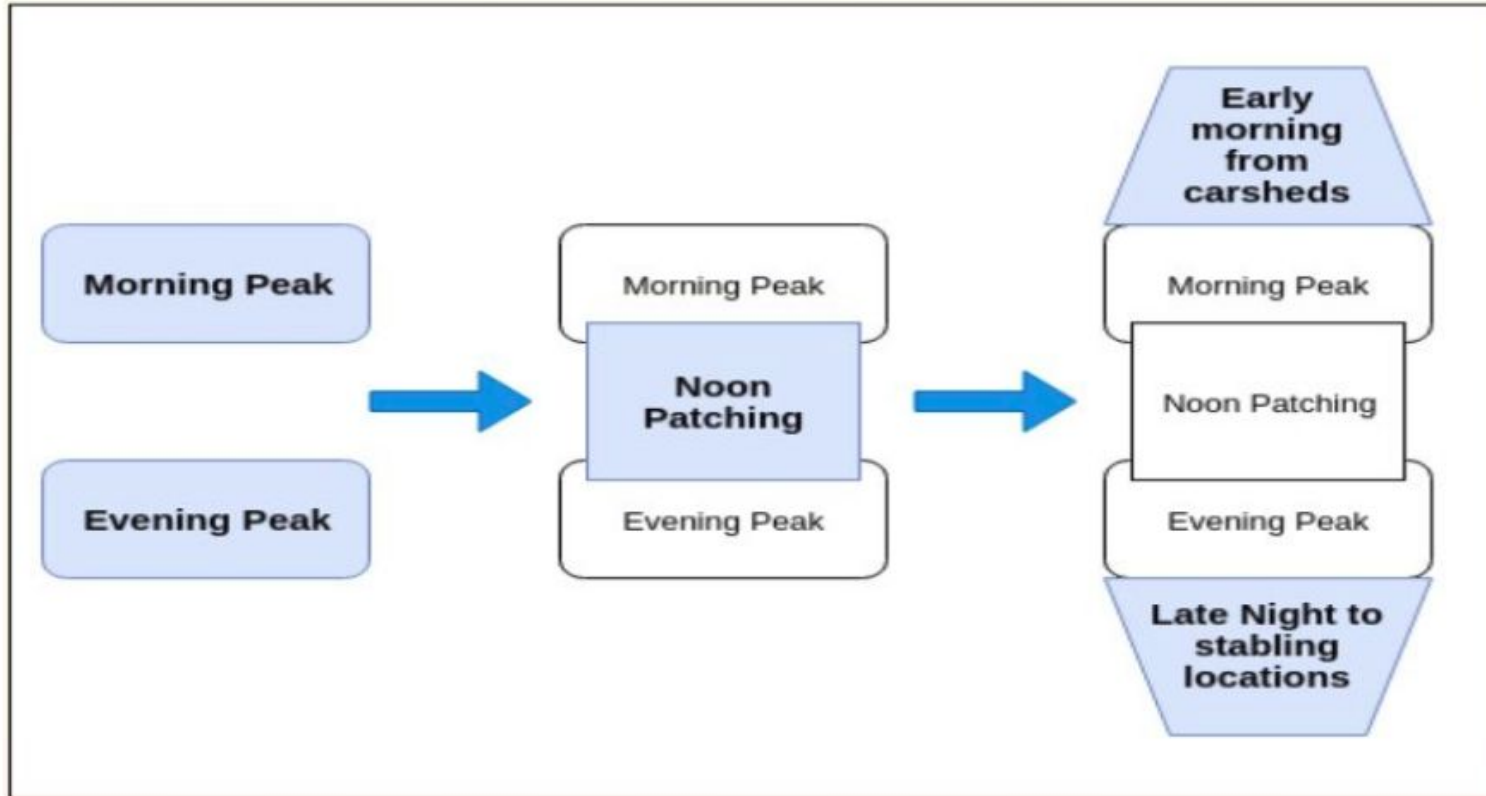 Morning Peak
Evening Peak
Morning Peak
Noon
Patching
Evening Peak
Early
morning
from
carsheds
Morning Peak
Noon Patching
Evening Peak
Late Night to
stabling
locations